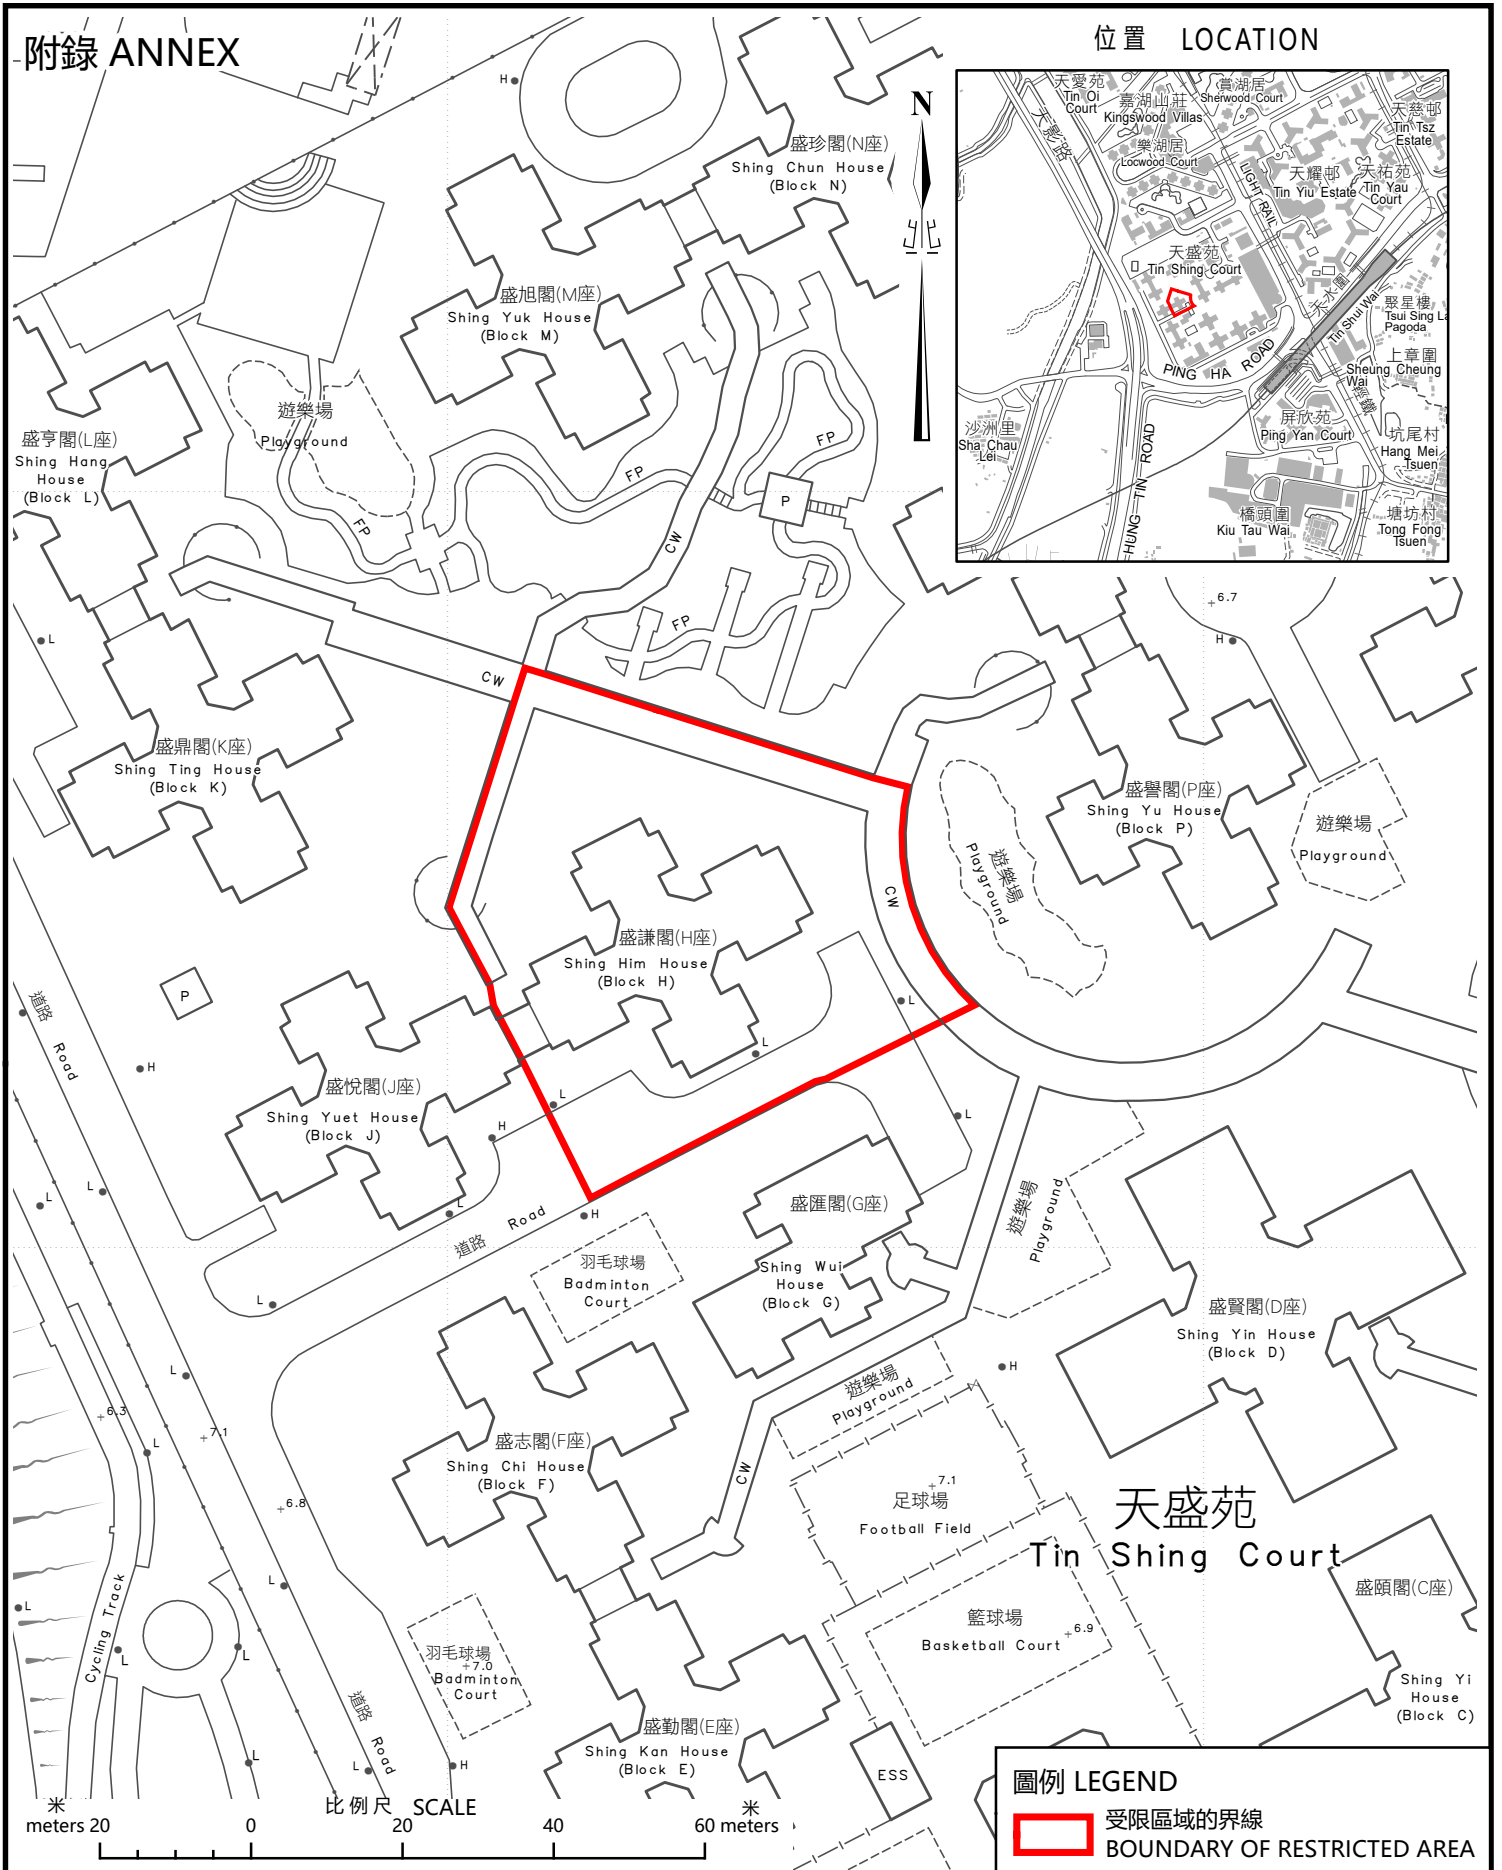 附錄 ANNEX
位置 LOCATION
天愛苑
Tin Oi
Court
嘉湖山莊
Kingswood Villas
賞湖居
Sherwood Court
天慈邨
Tin Tsz
Estate
天影路
樂湖居
Locwood Court
LIGHT RAIL
天耀邨
Tin Yiu Estate
天祐苑
Tin Yau
Court
天盛苑
Tin Shing Court
天水圍
Tin Shui Wai
聚星樓
Tsui Sing La
Pagoda
PING HA ROAD
上章圍
Sheung Cheung
Wai
輕鐵
沙洲里
Sha Chau
Lei
HUNG TIN ROAD
屏欣苑
Ping Yan Court
坑尾村
Hang Mei
Tsuen
橋頭圍
Kiu Tau Wai
塘坊村
Tong Fong
Tsuen
N
H
盛珍閣(N座)
Shing Chun House
(Block N)
盛旭閣(M座)
Shing Yuk House
(Block M)
遊樂場
Playground
盛亨閣(L座)
Shing Hang
House
(Block L)
FP
FP
FP
FP
P
CW
CW
L
6.7
H
盛鼎閣(K座)
Shing Ting House
(Block K)
盛譽閣(P座)
Shing Yu House
(Block P)
遊樂場
Playground
遊樂場
Playground
CW
盛謙閣(H座)
Shing Him House
(Block H)
P
L
L
L
H
道路 Road
H
盛悅閣(J座)
Shing Yuet House
(Block J)
L
L
L
L
道路 Road
H
盛匯閣(G座)
Shing Wui
House
(Block G)
遊樂場
Playground
羽毛球場
Badminton
Court
L
盛賢閣(D座)
Shing Yin House
(Block D)
L
H
遊樂場
Playground
6.3
7.1
L
盛志閣(F座)
Shing Chi House
(Block F)
CW
7.1
足球場
Football Field
6.8
天盛苑
Tin Shing Court
L
L
Cycling Track
籃球場
Basketball Court
6.9
盛頤閣(C座)
Shing Yi
House
(Block C)
L
L
羽毛球場
7.0
Badminton
Court
道路 Road
盛勤閣(E座)
Shing Kan House
(Block E)
L
L
H
ESS
米
meters 20 0 20 40 60 meters
比例尺 SCALE
米
圖例 LEGEND
受限區域的界線
BOUNDARY OF RESTRICTED AREA